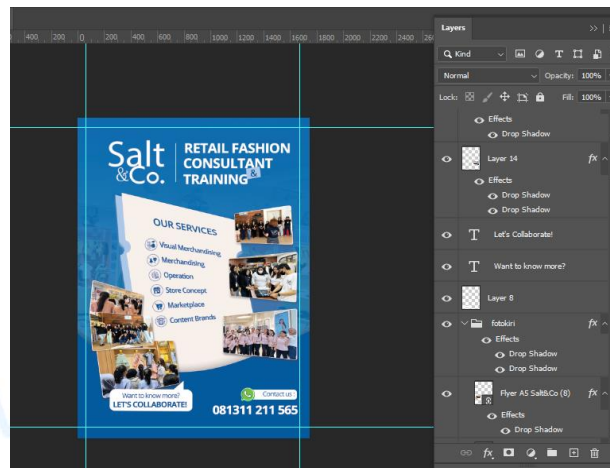 Layers
400 200 0 200 400 600 800 1000 1200 1400 1600 1800 2000 2200 2400
Kind
Normal
Opacity: 100%
Lock:
Fill: 100%
Effects
Drop Shadow
Layer 14
fx
Effects
Drop Shadow
Drop Shadow
T Let's Collaborate!
T Want to know more?
Layer 8
fotokiri
fx
Effects
Drop Shadow
Drop Shadow
Flyer A5 Salt&Co (8)
fx
Effects
Drop Shadow
fx
Salt
&Co.
RETAIL FASHION
CONSULTANT &
TRAINING
OUR SERVICES
Visual Merchandising
Merchandising
Operation
Store Concept
Marketplace
Content Brands
Want to know more?
LET'S COLLABORATE!
Contact us :
081311 211 565